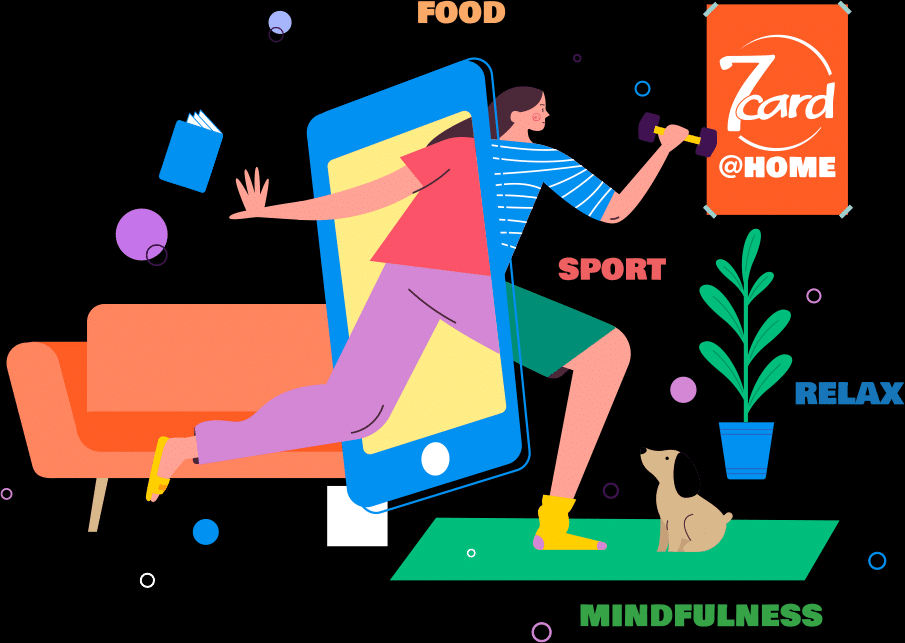 FOOD
7card
@HOME
SPORT
RELAX
MINDFULNESS